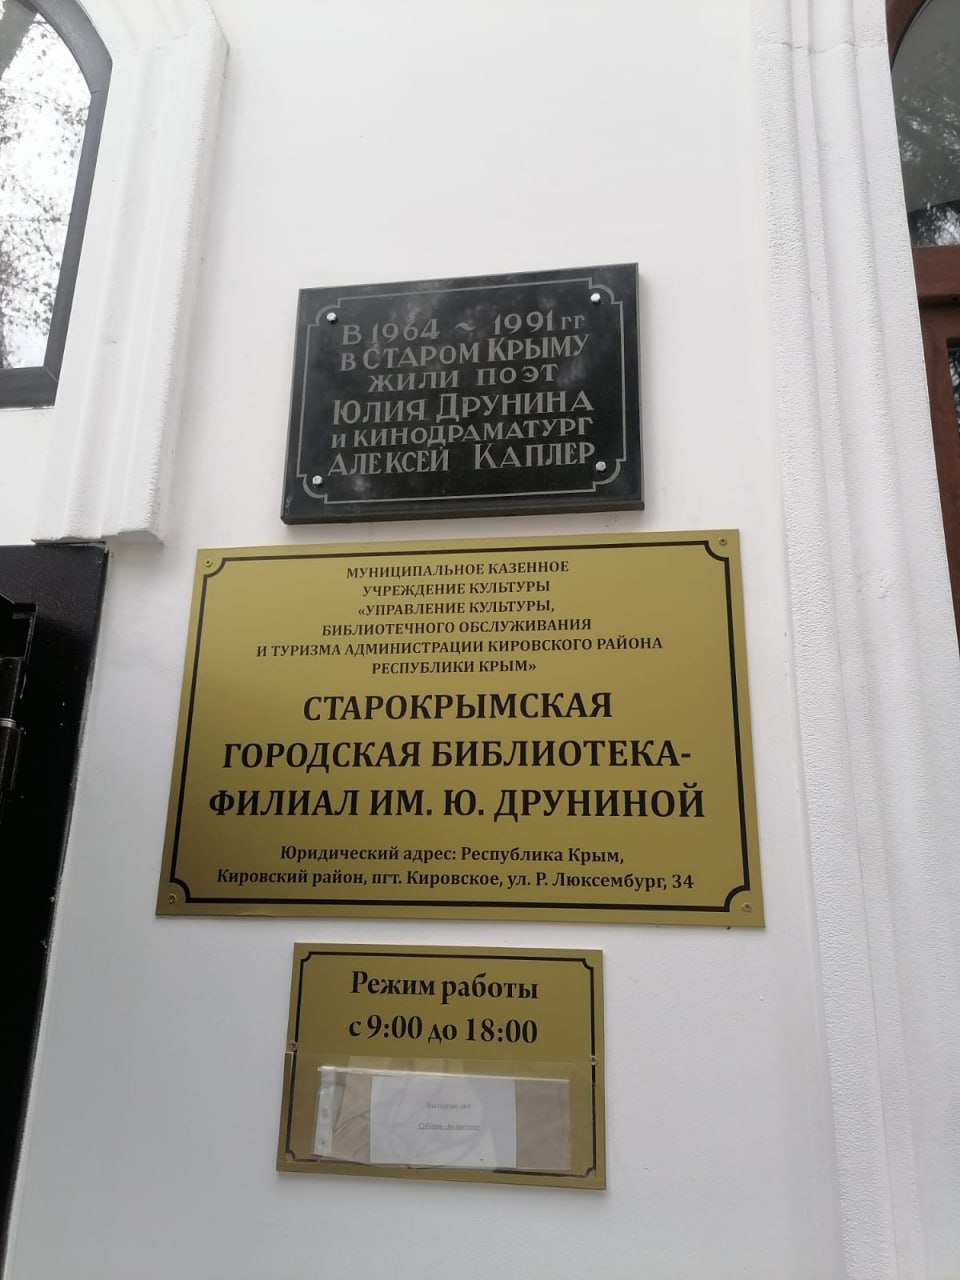 В 1964 ~ 1991 гг
в Старом Крыму
жили поэт
Юлия Друнина
и кинодраматург
Алексей Каплер
МУНИЦИПАЛЬНОЕ КАЗЕННОЕ
УЧРЕЖДЕНИЕ КУЛЬТУРЫ
«УПРАВЛЕНИЕ КУЛЬТУРЫ,
БИБЛИОТЕЧНОГО ОБСЛУЖИВАНИЯ
И ТУРИЗМА АДМИНИСТРАЦИИ КИРОВСКОГО РАЙОНА
РЕСПУБЛИКИ КРЫМ»
СТАРОКРЫМСКАЯ
ГОРОДСКАЯ БИБЛИОТЕКА-
ФИЛИАЛ ИМ. Ю. ДРУНИНОЙ
Юридический адрес: Республика Крым,
Кировский район, пгт. Кировское, ул. Р. Люксембург, 34
Режим работы
с 9:00 до 18:00